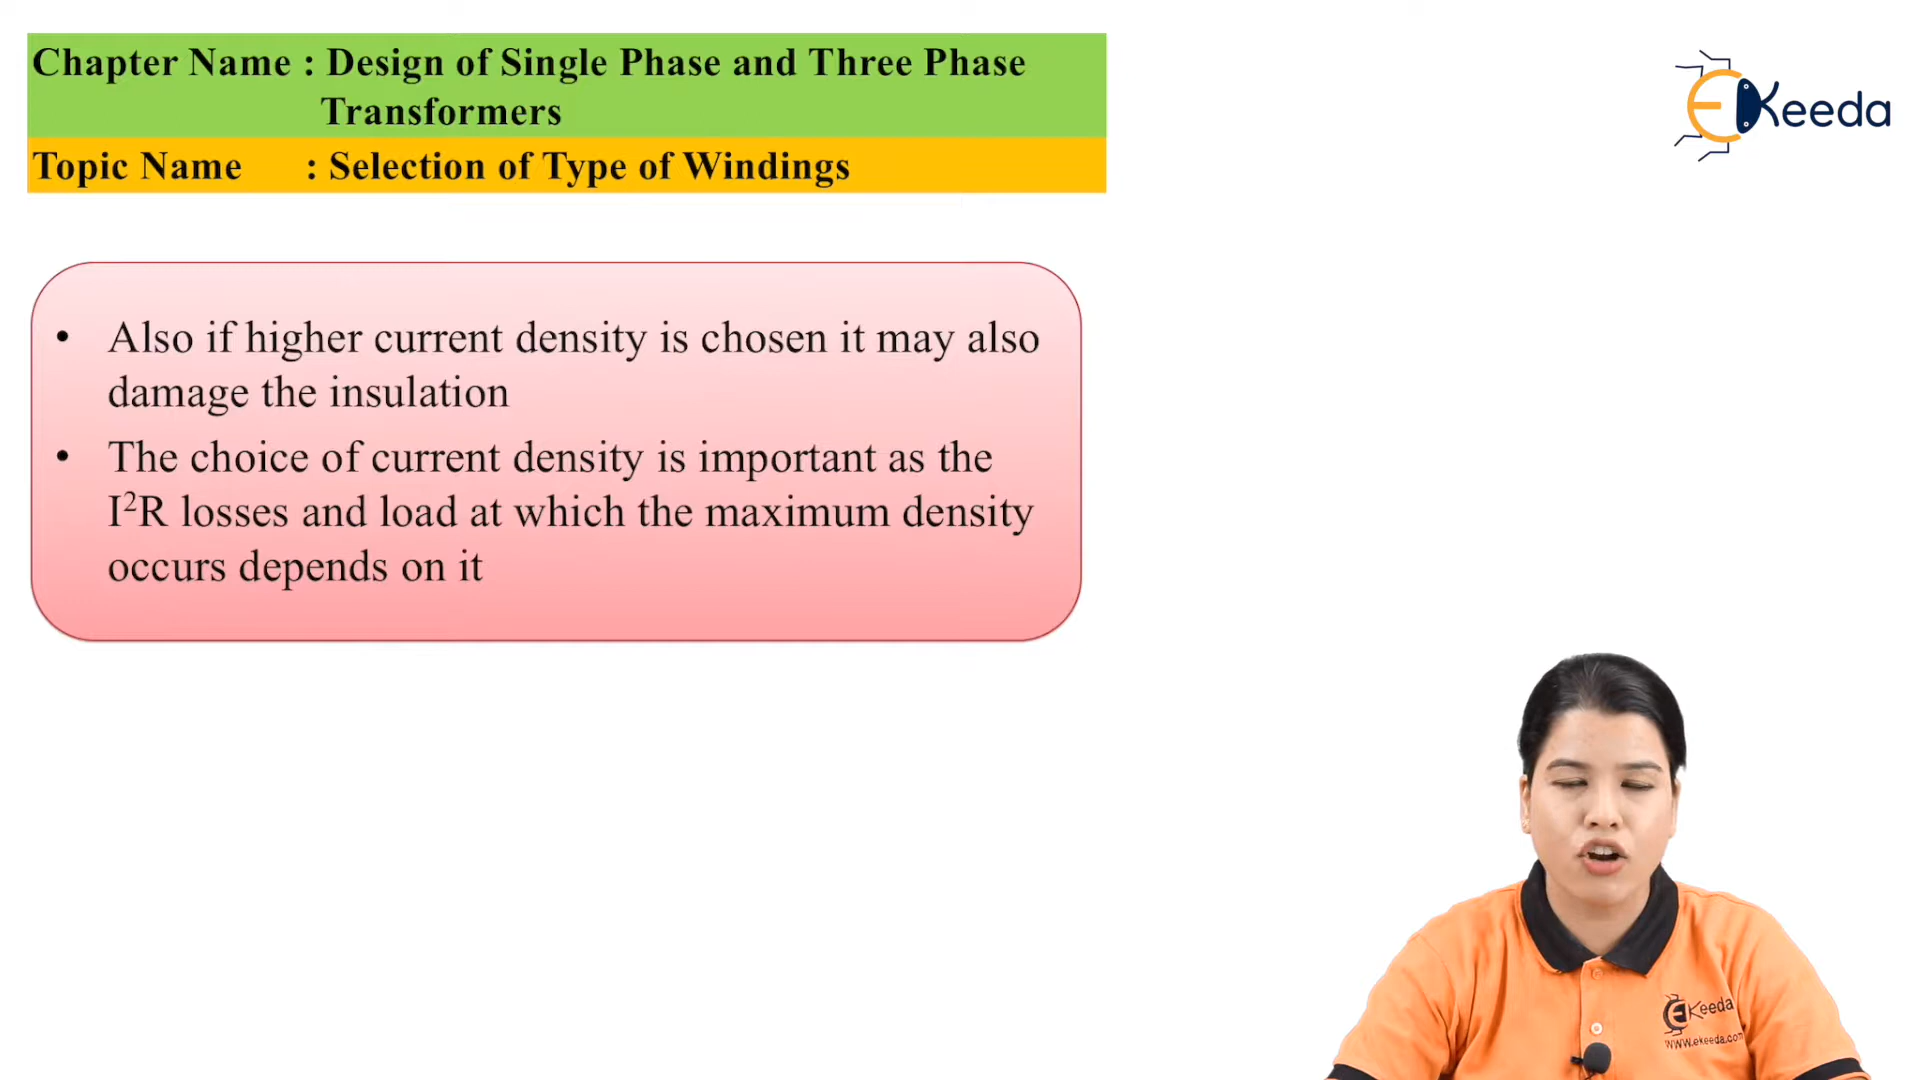 Chapter Name : Design of Single Phase and Three Phase
Transformers
Topic Name : Selection of Type of Windings
EKeeda
• Also if higher current density is chosen it may also
damage the insulation
• The choice of current density is important as the
I²R losses and load at which the maximum density
occurs depends on it
EKeeda
www.ekeeda.com